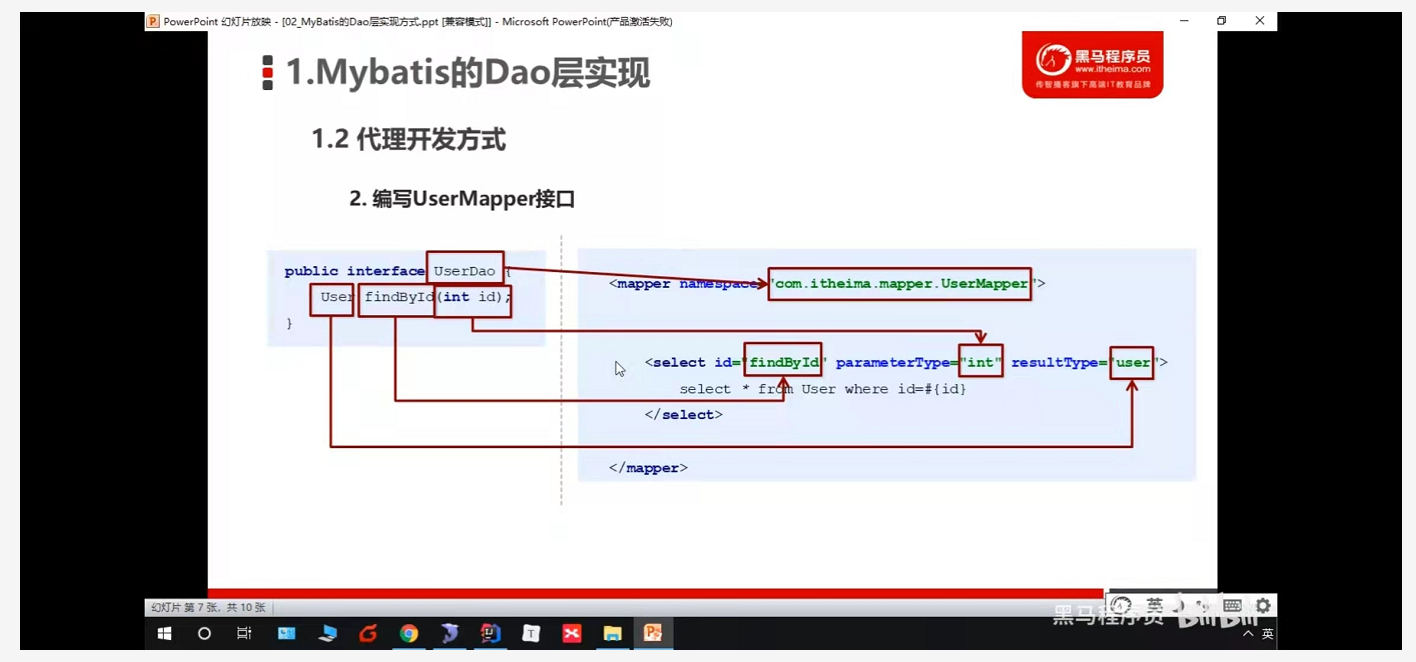 PowerPoint 幻灯片放映 - [02_MyBatis的Dao层实现方式.ppt [兼容模式]] - Microsoft PowerPoint(产品激活失败)
1.Mybatis的Dao层实现
黑马程序员
www.itheima.com
传智播客旗下高端IT教育品牌
1.2 代理开发方式
2. 编写UserMapper接口
public interface UserDao {
User findById(int id);
}
<mapper namespace="com.itheima.mapper.UserMapper">
<select id="findById" parameterType="int" resultType="user">
select * from User where id=#{id}
</select>
</mapper>
幻灯片 第 7 张，共 10 张
英
黑马程序员 bilibili
英